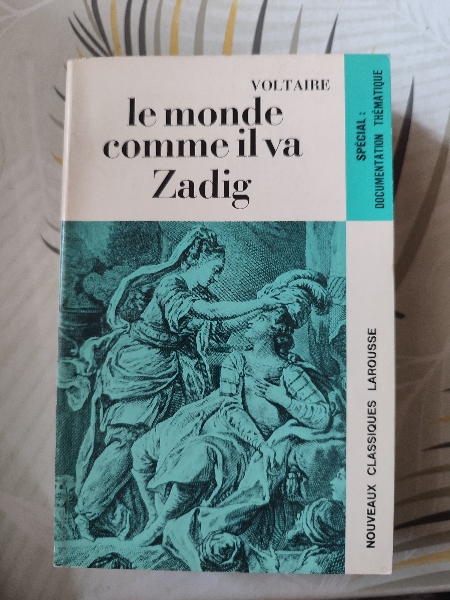 VOLTAIRE
le monde
comme il va
Zadig
SPÉCIAL :
DOCUMENTATION THÉMATIQUE
NOUVEAUX CLASSIQUES LAROUSSE